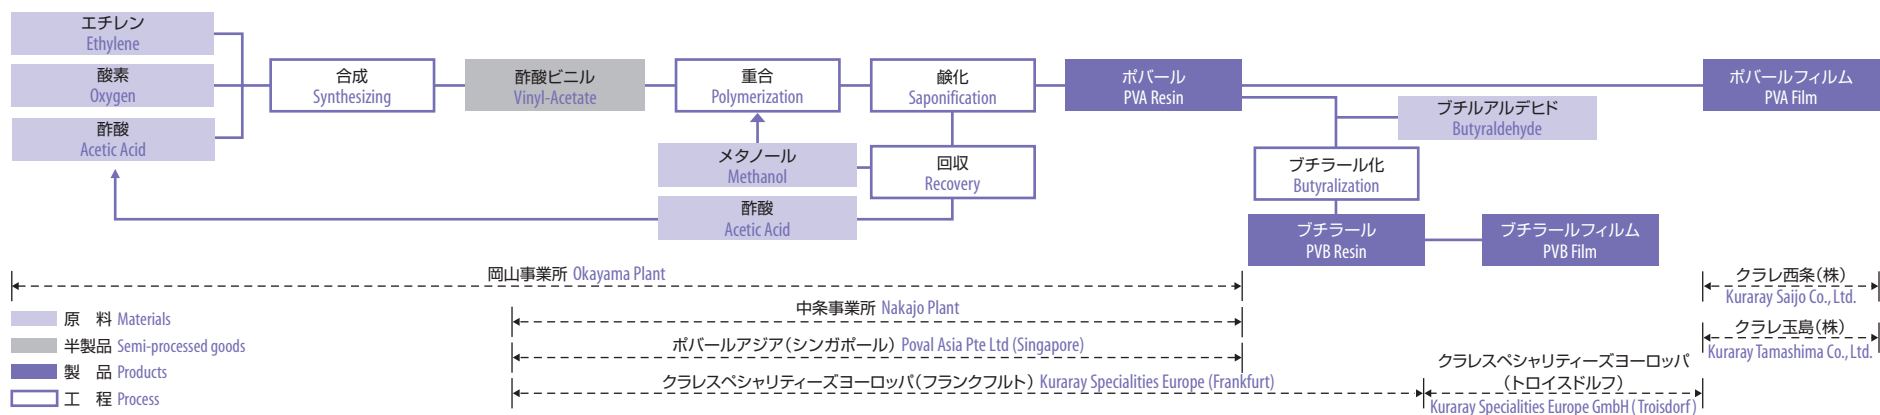 エチレン
Ethylene
酸素
Oxygen
酢酸
Acetic Acid
合成
Synthesizing
酢酸ビニル
Vinyl-Acetate
重合
Polymerization
鹸化
Saponification
ポバール
PVA Resin
ポバールフィルム
PVA Film
ブチルアルデヒド
Butyraldehyde
メタノール
Methanol
回収
Recovery
ブチラール化
Butyralization
酢酸
Acetic Acid
ブチラール
PVB Resin
ブチラールフィルム
PVB Film
岡山事業所 Okayama Plant
クラレ西条(株)
Kuraray Saijo Co., Ltd.
中条事業所 Nakajo Plant
クラレ玉島(株)
Kuraray Tamashima Co., Ltd.
ポバールアジア(シンガポール) Poval Asia Pte Ltd (Singapore)
クラレスペシャリティーズヨーロッパ(フランクフルト) Kuraray Specialities Europe (Frankfurt)
クラレスペシャリティーズヨーロッパ
(トロイスドルフ)
Kuraray Specialities Europe GmbH ( Troisdorf )
原 料 Materials
半製品 Semi-processed goods
製 品 Products
工 程 Process